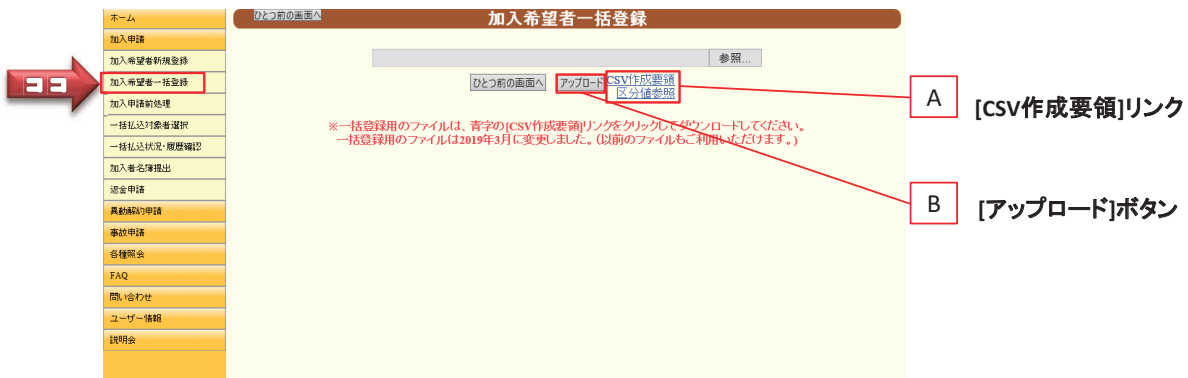 ホーム
加入申請
加入希望者新規登録
加入希望者一括登録
加入申請前処理
一括払込対象者選択
一括払込状況・履歴確認
加入者名簿提出
返金申請
異動解約申請
事故申請
各種照会
FAQ
問い合わせ
ユーザー情報
説明会
ココ
ひとつ前の画面へ
加入希望者一括登録
参照...
ひとつ前の画面へ
アップロード
CSV作成要領
区分値参照
※一括登録用のファイルは、青字の[CSV作成要領]リンクをクリックしてダウンロードしてください。
一括登録用のファイルは2019年3月に変更しました。(以前のファイルもご利用いただけます。)
A
[CSV作成要領]リンク
B
[アップロード]ボタン